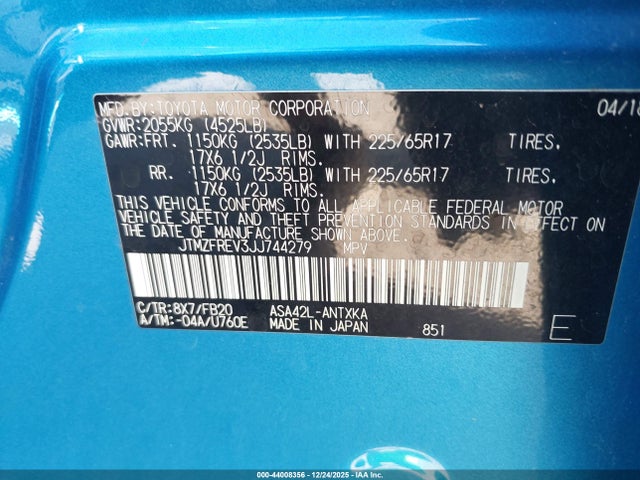 MFD.BY:TOYOTA MOTOR CORPORATION 04/18
GVWR:2055KG (4525LB)
GAWR:FRT. 1150KG (2535LB) WITH 225/65R17 TIRES.
17X6 1/2J RIMS.
RR. 1150KG (2535LB) WITH 225/65R17 TIRES.
17X6 1/2J RIMS.
THIS VEHICLE CONFORMS TO ALL APPLICABLE FEDERAL MOTOR
VEHICLE SAFETY AND THEFT PREVENTION STANDARDS IN EFFECT ON
THE DATE OF MANUFACTURE SHOWN ABOVE.
JTMZFREV3JJ744279 MPV
C/TR:8X7/FB20 ASA42L-ANTXKA
A/TM:-04A/U760E MADE IN JAPAN 851 E
000-44008356 • 12/24/2025 • IAAI.COM